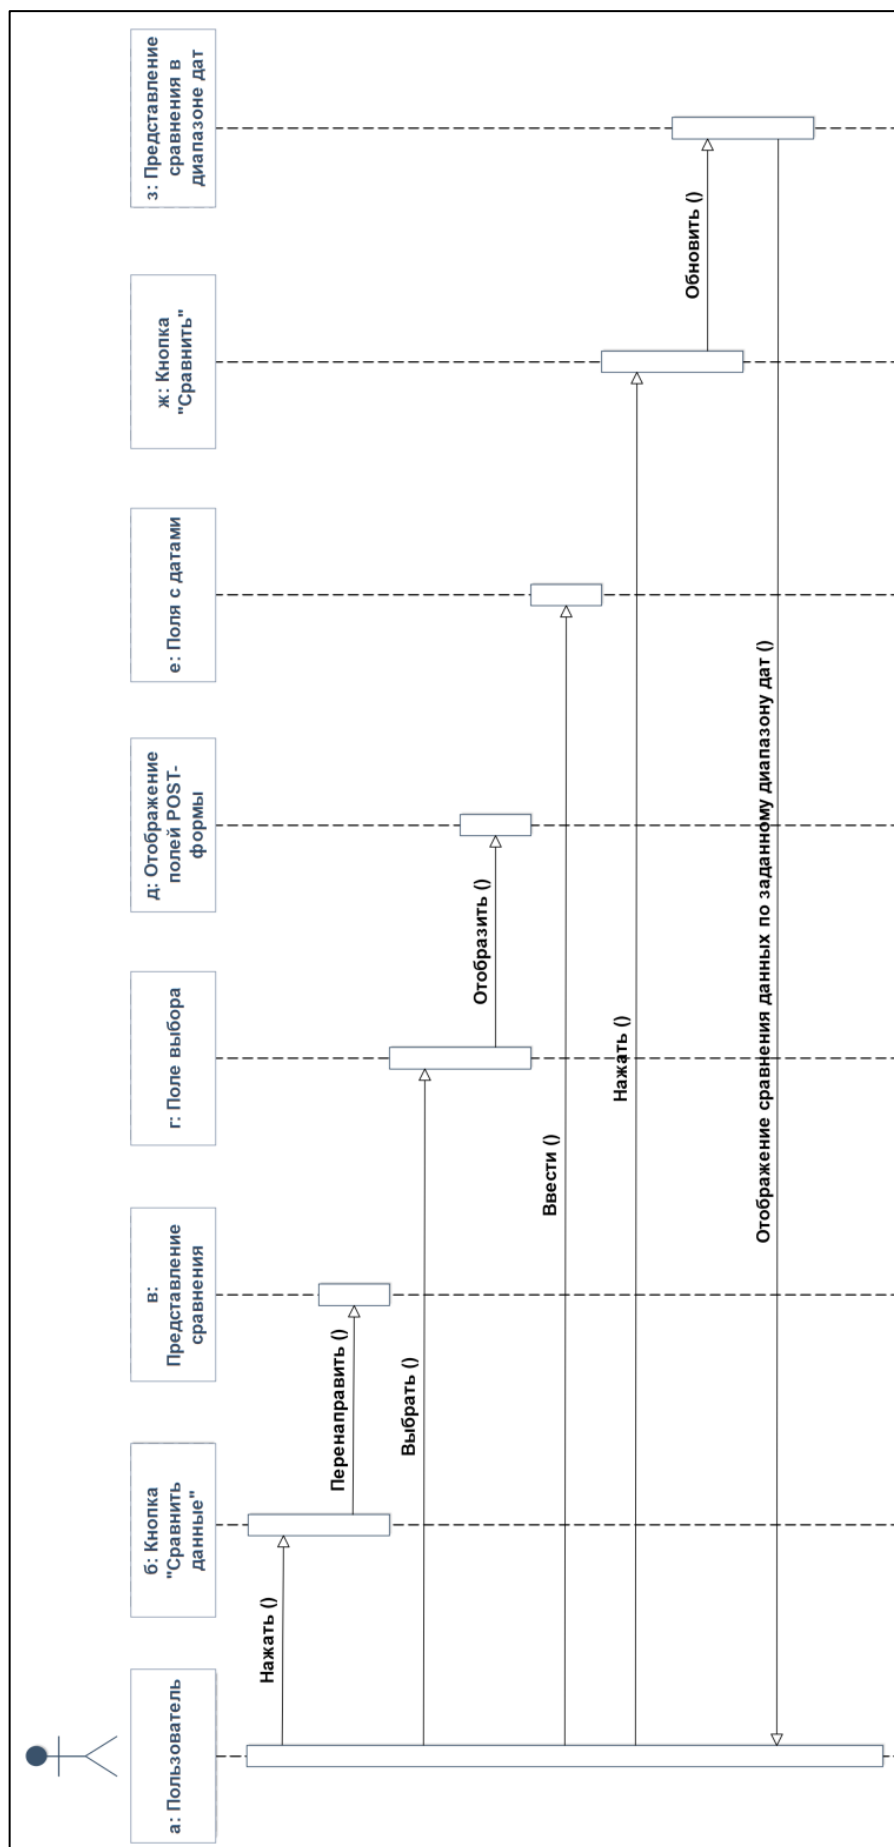 а: Пользователь
б: Кнопка
"Сравнить
данные"
в:
Представление
сравнения
г: Поле выбора
д: Отображение
полей POST-
формы
е: Поля с датами
ж: Кнопка
"Сравнить"
з: Представление
сравнения в
диапазоне дат
Нажать ()
Перенаправить ()
Выбрать ()
Отобразить ()
Ввести ()
Нажать ()
Обновить ()
Отображение сравнения данных по заданному диапазону дат ()